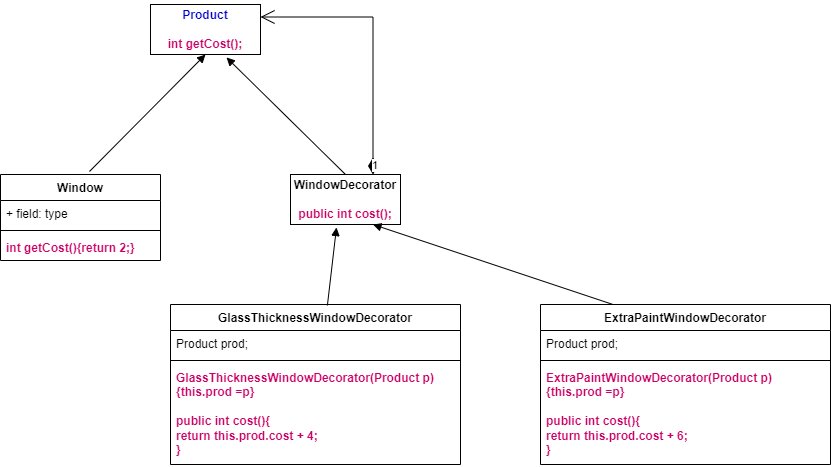 Product
int getCost();
1
Window
+ field: type
int getCost(){return 2;}
WindowDecorator
public int cost();
GlassThicknessWindowDecorator
Product prod;
GlassThicknessWindowDecorator(Product p)
{this.prod =p}
public int cost(){
return this.prod.cost + 4;
}
ExtraPaintWindowDecorator
Product prod;
ExtraPaintWindowDecorator(Product p)
{this.prod =p}
public int cost(){
return this.prod.cost + 6;
}